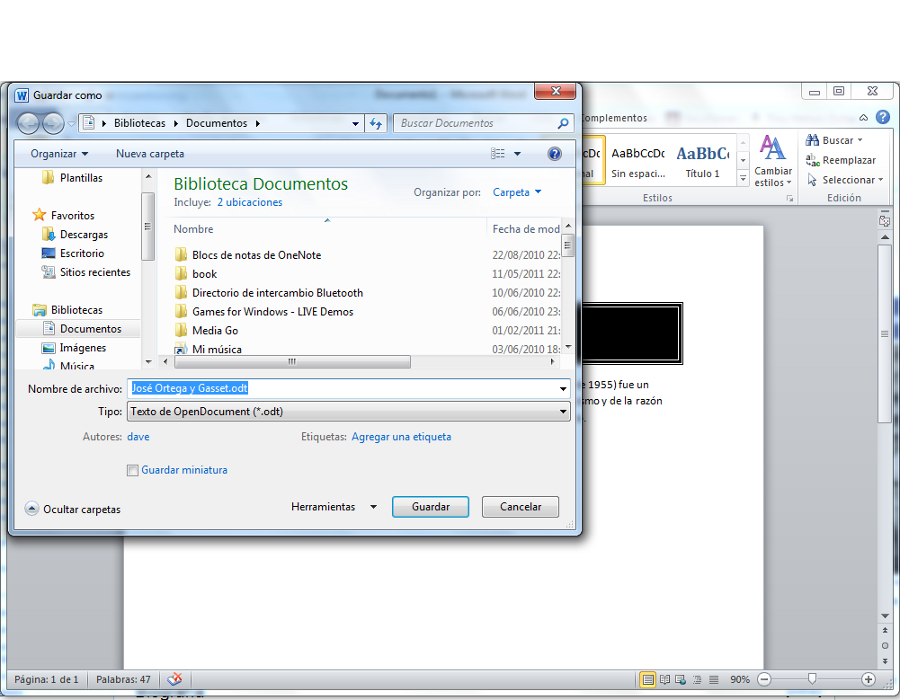 Guardar como
Bibliotecas Documentos
Buscar Documentos
Organizar Nueva carpeta
Plantillas
Favoritos
Descargas
Escritorio
Sitios recientes
Bibliotecas
Documentos
Imágenes
Música
Biblioteca Documentos
Incluye: 2 ubicaciones
Organizar por: Carpeta
Nombre Fecha de mod
Blocs de notas de OneNote 22/08/2010 22:
book 11/05/2011 22:
Directorio de intercambio Bluetooth 10/06/2010 22:
Games for Windows - LIVE Demos 06/06/2010 23:
Media Go 01/02/2011 21:
Mi música 03/06/2010 18:
Nombre de archivo: José Ortega y Gasset.odt
Tipo: Texto de OpenDocument (*.odt)
Autores: dave Etiquetas: Agregar una etiqueta
Guardar miniatura
Ocultar carpetas Herramientas Guardar Cancelar
omplementos
AaBbCcDc AaBbC
Sin espaci... Título 1
Cambiar
estilos
Estilos
Buscar
Reemplazar
Seleccionar
Edición
1955) fue un
y de la razón
Página: 1 de 1 Palabras: 47 90%